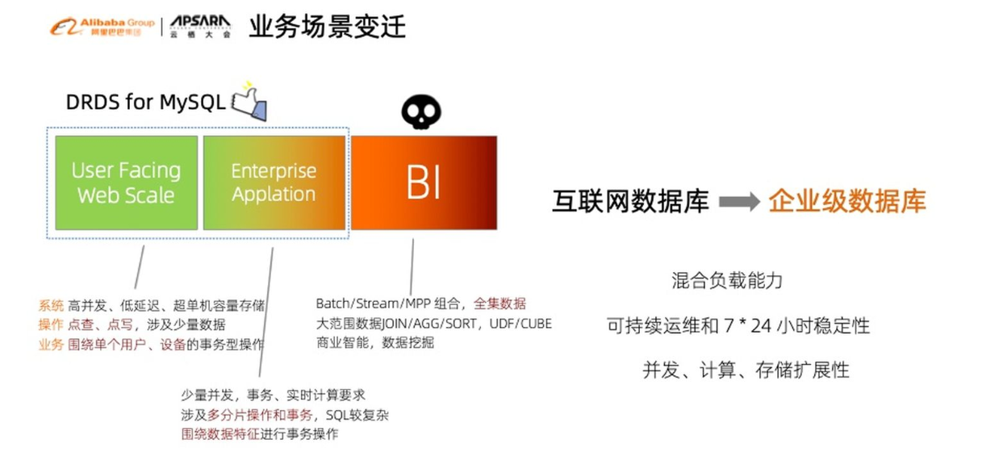 Alibaba Group
阿里巴巴集团
APSARA
云栖大会
业务场景变迁
DRDS for MySQL
User Facing
Web Scale
Enterprise
Applation
BI
系统 高并发、低延迟、超单机容量存储
操作 点查、点写，涉及少量数据
业务 围绕单个用户、设备的事务型操作
Batch/Stream/MPP 组合，全集数据
大范围数据JOIN/AGG/SORT，UDF/CUBE
商业智能，数据挖掘
少量并发，事务、实时计算要求
涉及多分片操作和事务，SQL较复杂
围绕数据特征进行事务操作
互联网数据库
企业级数据库
混合负载能力
可持续运维和 7 * 24 小时稳定性
并发、计算、存储扩展性